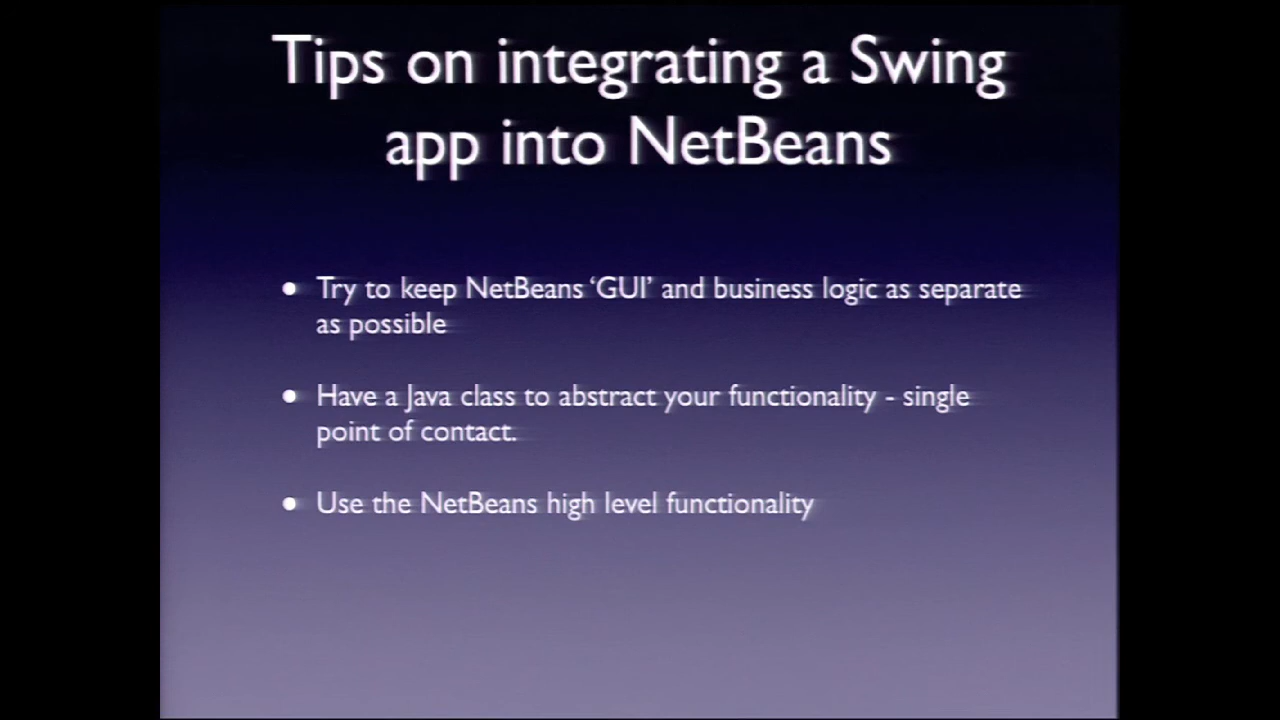 Tips on integrating a Swing
app into NetBeans
• Try to keep NetBeans ‘GUI’ and business logic as separate
as possible
• Have a Java class to abstract your functionality - single
point of contact.
• Use the NetBeans high level functionality